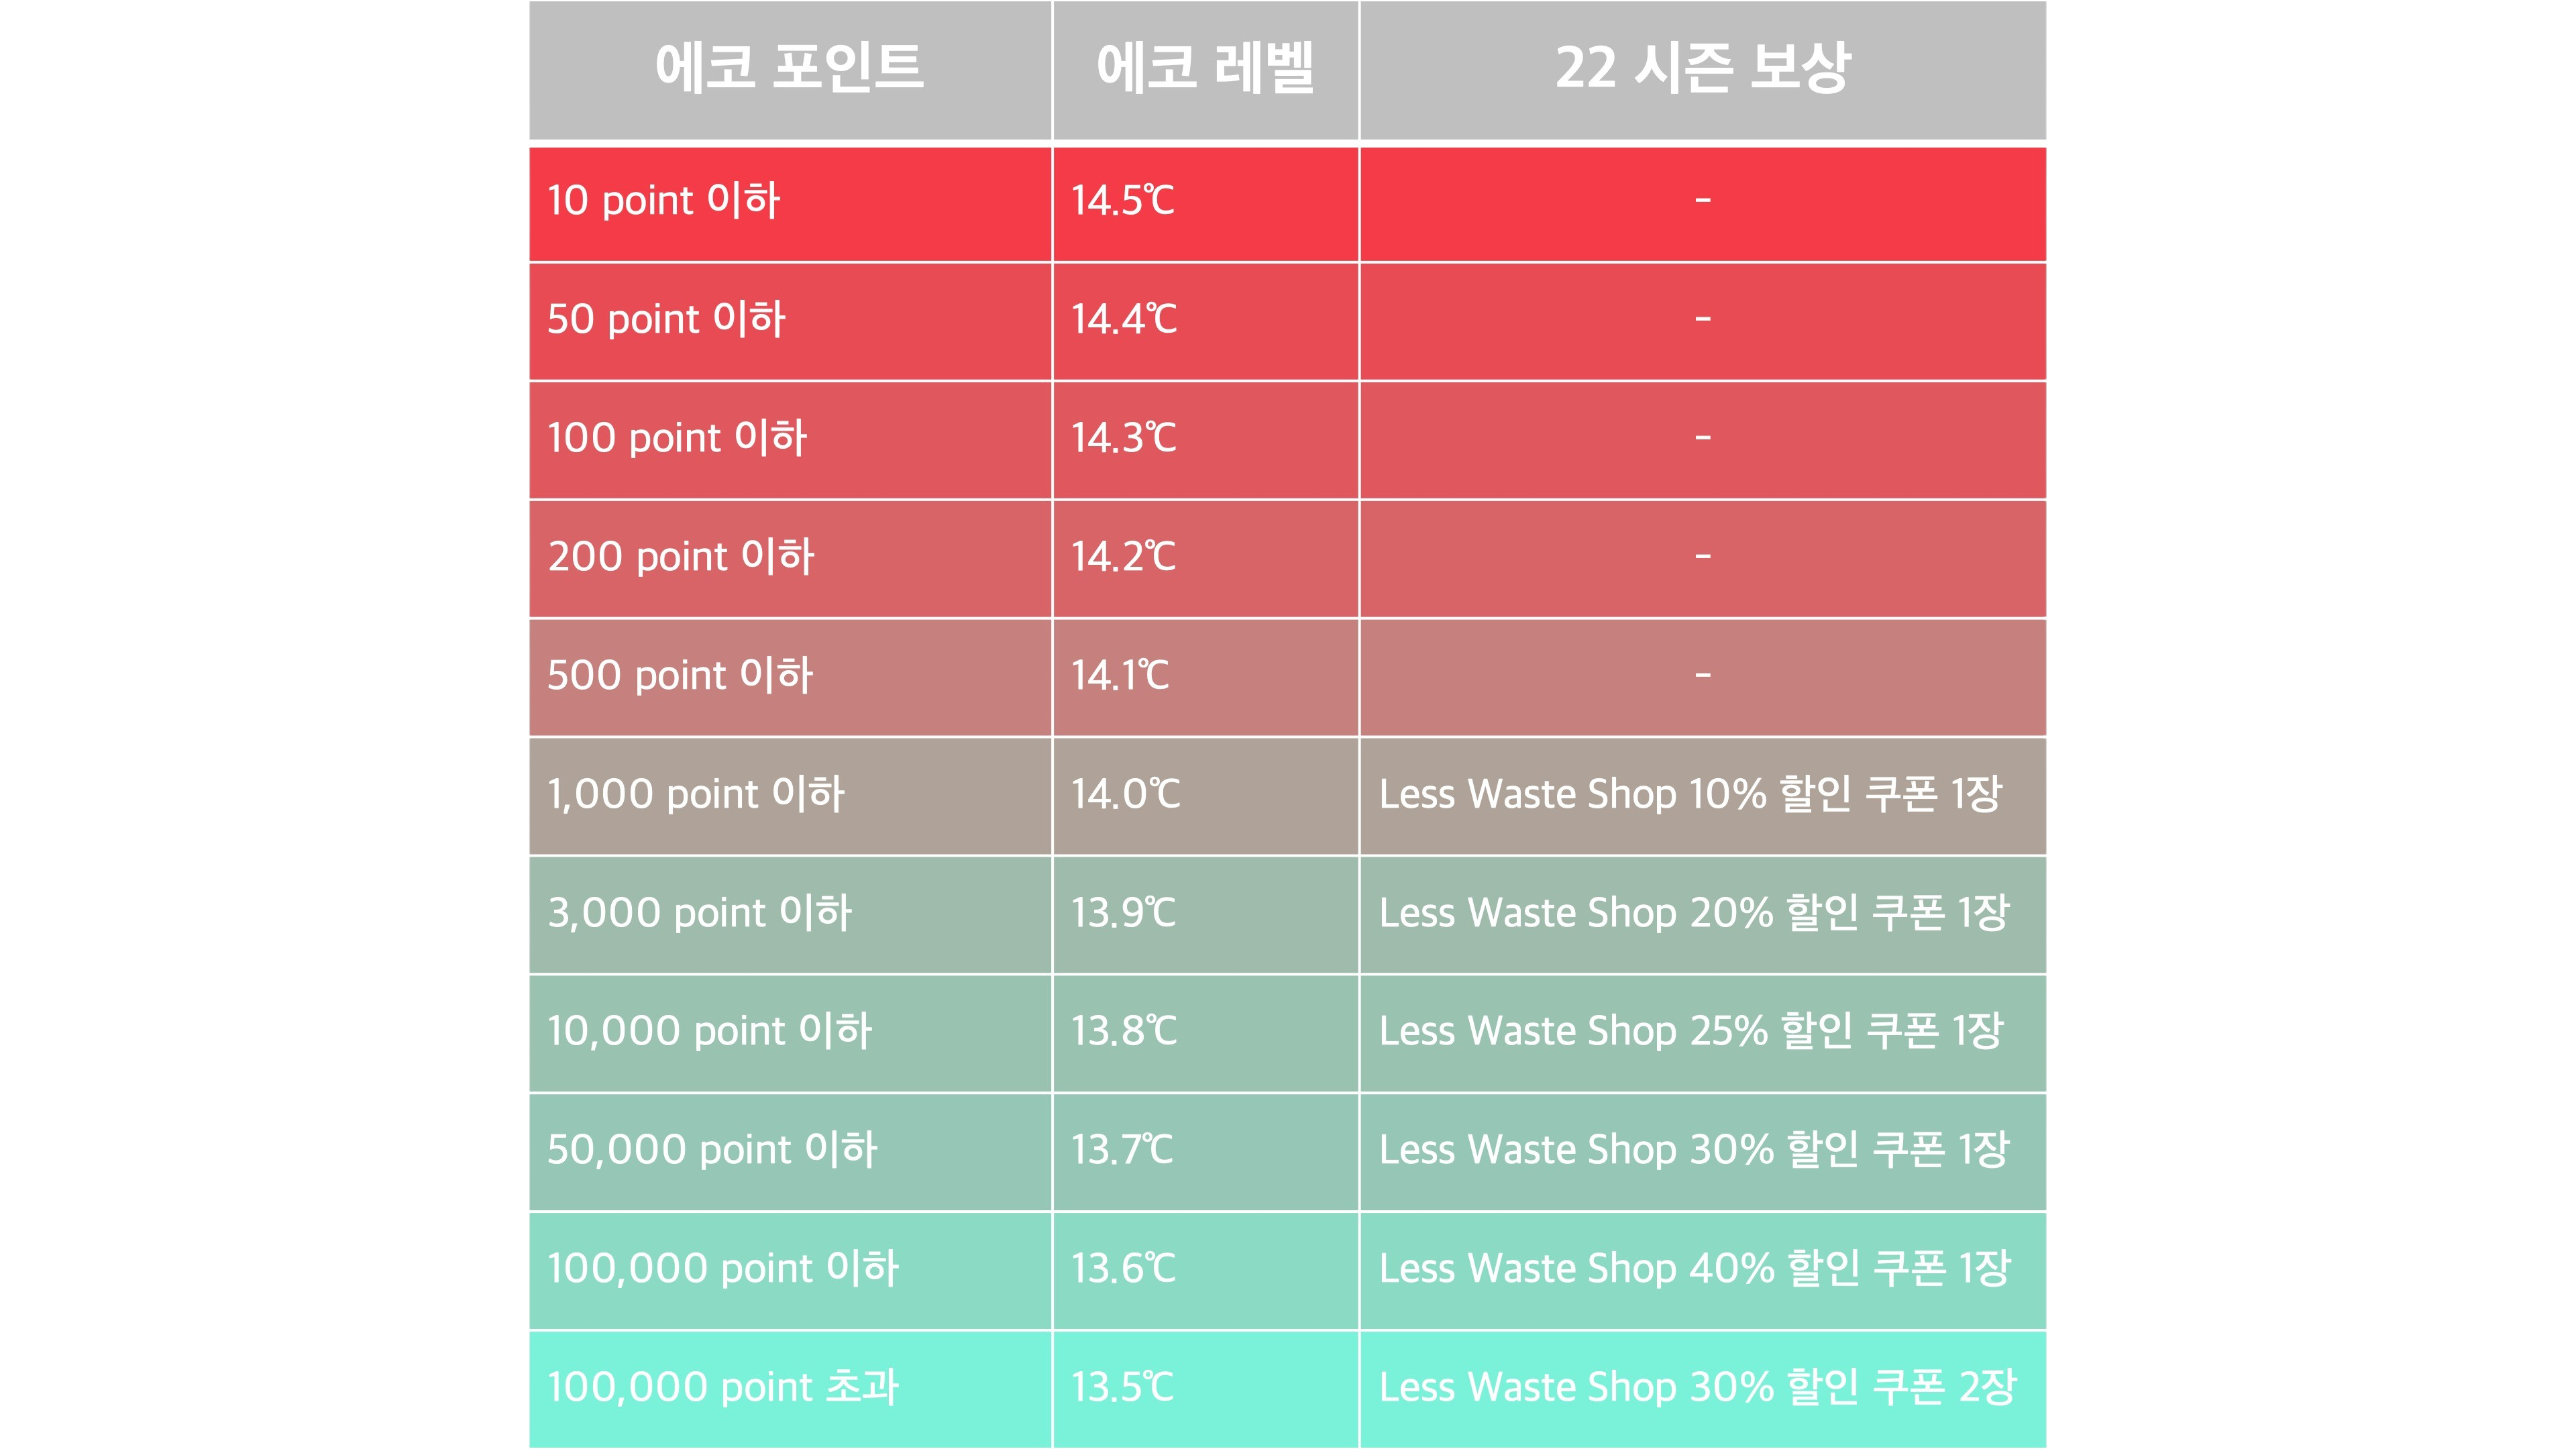 에코 포인트 에코 레벨 22 시즌 보상
10 point 이하 14.5℃ -
50 point 이하 14.4℃ -
100 point 이하 14.3℃ -
200 point 이하 14.2℃ -
500 point 이하 14.1℃ -
1,000 point 이하 14.0℃ Less Waste Shop 10% 할인 쿠폰 1장
3,000 point 이하 13.9℃ Less Waste Shop 20% 할인 쿠폰 1장
10,000 point 이하 13.8℃ Less Waste Shop 25% 할인 쿠폰 1장
50,000 point 이하 13.7℃ Less Waste Shop 30% 할인 쿠폰 1장
100,000 point 이하 13.6℃ Less Waste Shop 40% 할인 쿠폰 1장
100,000 point 초과 13.5℃ Less Waste Shop 30% 할인 쿠폰 2장